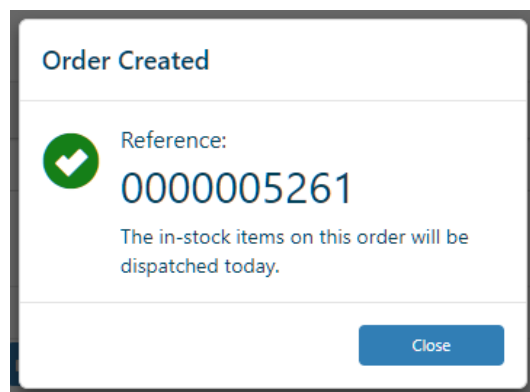 Order Created
Reference:
0000005261
The in-stock items on this order will be
dispatched today.
Close